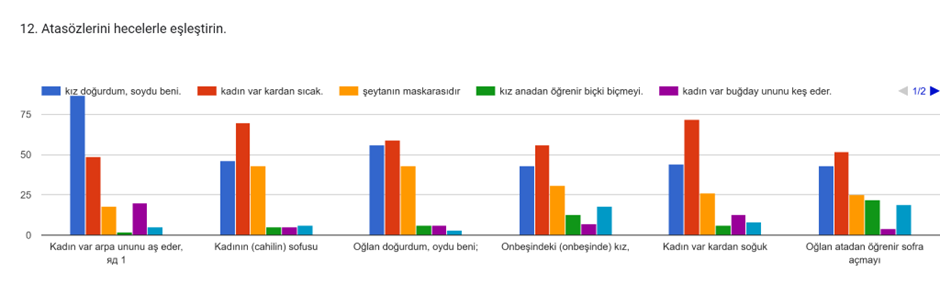 12. Atasözlerini hecelerle eşleştirin.
kız doğurdum, soydu beni.
kadın var kardan sıcak.
şeytanın maskarasıdır
kız anadan öğrenir biçki biçmeyi.
kadın var buğday ununu keş eder.
1/2
75
50
25
0
Kadın var arpa ununu aş eder,
яд 1
Kadının (cahilin) sofusu
Oğlan doğurdum, oydu beni;
Onbeşindeki (onbeşinde) kız,
Kadın var kardan soğuk
Oğlan atadan öğrenir sofra
açmayı